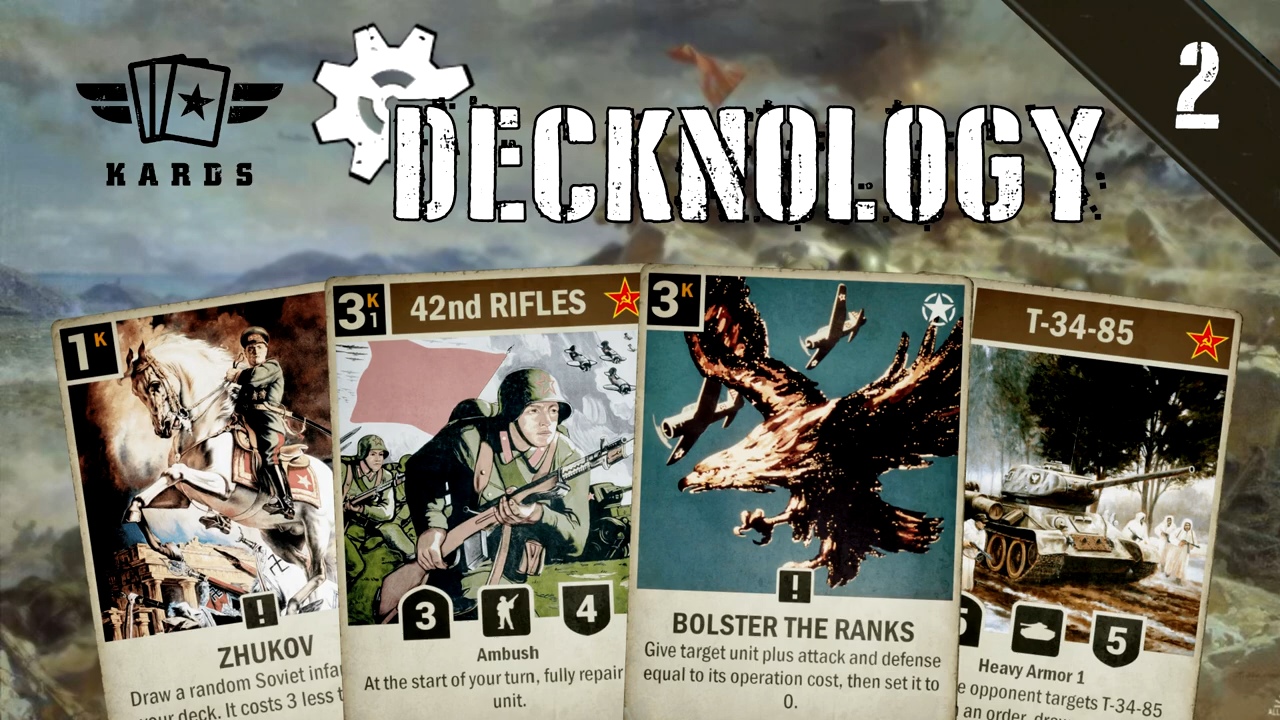 KARDS
DECKNOLOGY
2
1K
ZHUKOV
Draw a random Soviet
deck. It costs 3 less
3K
1
42nd RIFLES
3
4
Ambush
At the start of your turn, fully repair
unit.
3K
BOLSTER THE RANKS
Give target unit plus attack and defense
equal to its operation cost, then set it to
0.
T-34-85
5
Heavy Armor 1
opponent targets T-34-85
an order,